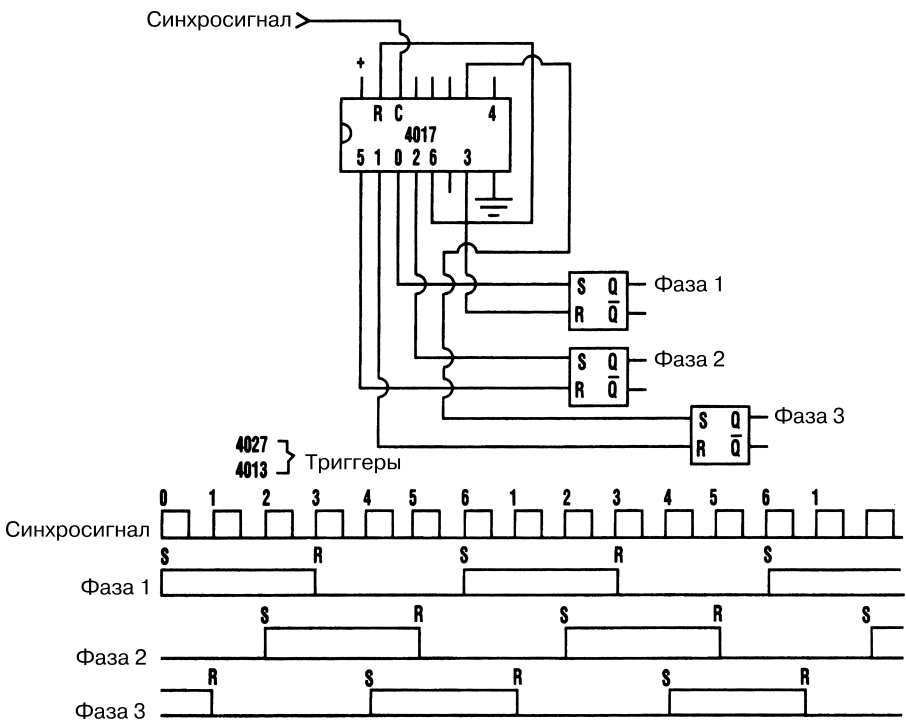 Синхросигнал
+
R C 4
4017
5 1 0 2 6 3
S Q Фаза 1
R Q̅
S Q Фаза 2
R Q̅
S Q Фаза 3
R Q̅
4027
4013
Триггеры
0 1 2 3 4 5 6 1 2 3 4 5 6 1
Синхросигнал
S R S R S
Фаза 1
S R S R S
Фаза 2
R S R S R
Фаза 3